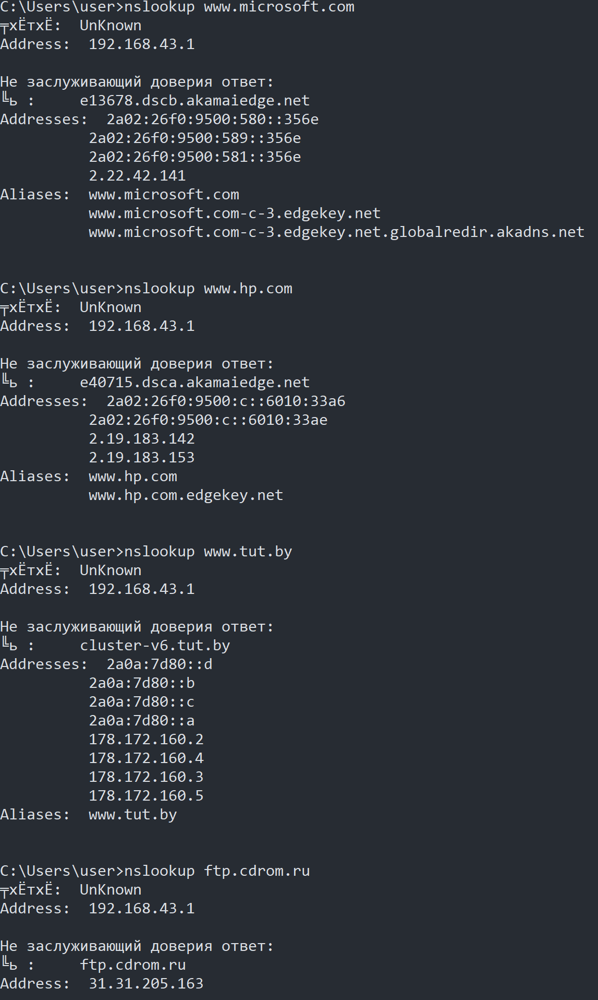 C:\Users\user>nslookup www.microsoft.com
╤хЁтхЁ:  UnKnown
Address:  192.168.43.1
Не заслуживающий доверия ответ:
╚ь :     e13678.dscb.akamaiedge.net
Addresses:  2a02:26f0:9500:580::356e
2a02:26f0:9500:589::356e
2a02:26f0:9500:581::356e
2.22.42.141
Aliases:  www.microsoft.com
www.microsoft.com-c-3.edgekey.net
www.microsoft.com-c-3.edgekey.net.globalredir.akadns.net
C:\Users\user>nslookup www.hp.com
╤хЁтхЁ:  UnKnown
Address:  192.168.43.1
Не заслуживающий доверия ответ:
╚ь :     e40715.dsca.akamaiedge.net
Addresses:  2a02:26f0:9500:c::6010:33a6
2a02:26f0:9500:c::6010:33ae
2.19.183.142
2.19.183.153
Aliases:  www.hp.com
www.hp.com.edgekey.net
C:\Users\user>nslookup www.tut.by
╤хЁтхЁ:  UnKnown
Address:  192.168.43.1
Не заслуживающий доверия ответ:
╚ь :     cluster-v6.tut.by
Addresses:  2a0a:7d80::d
2a0a:7d80::b
2a0a:7d80::c
2a0a:7d80::a
178.172.160.2
178.172.160.4
178.172.160.3
178.172.160.5
Aliases:  www.tut.by
C:\Users\user>nslookup ftp.cdrom.ru
╤хЁтхЁ:  UnKnown
Address:  192.168.43.1
Не заслуживающий доверия ответ:
╚ь :     ftp.cdrom.ru
Address:  31.31.205.163